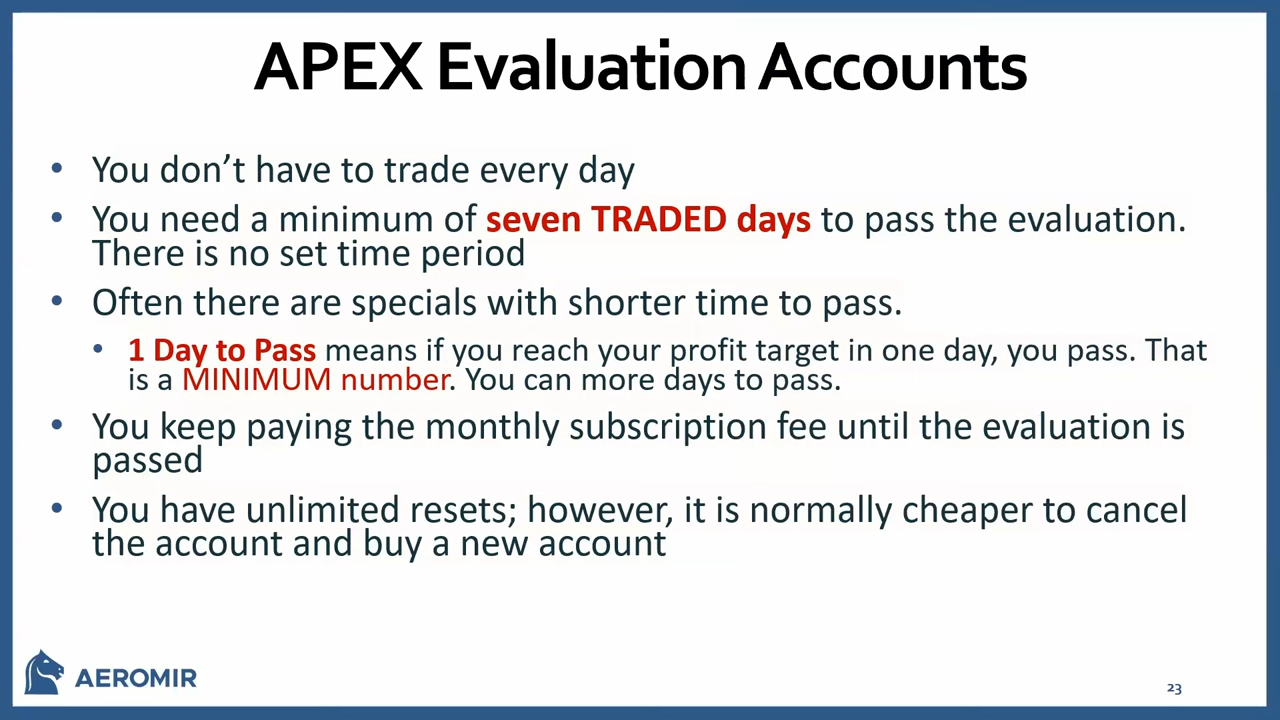 APEX Evaluation Accounts
• You don’t have to trade every day
• You need a minimum of seven TRADED days to pass the evaluation.
There is no set time period
• Often there are specials with shorter time to pass.
• 1 Day to Pass means if you reach your profit target in one day, you pass. That
is a MINIMUM number. You can more days to pass.
• You keep paying the monthly subscription fee until the evaluation is
passed
• You have unlimited resets; however, it is normally cheaper to cancel
the account and buy a new account
AEROMIR
23